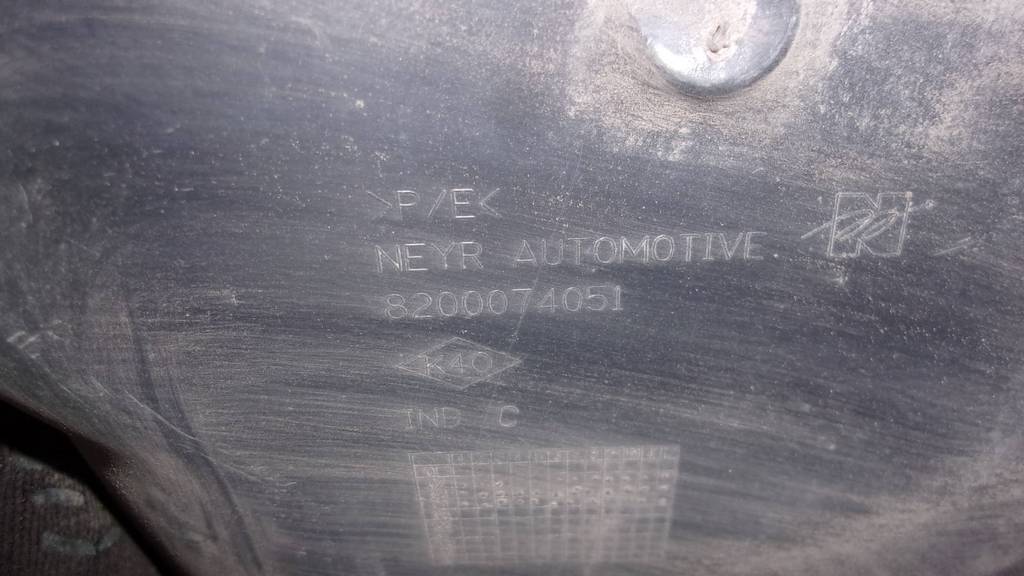 >P/E<
NEYR AUTOMOTIVE
8200074051
K40
IND C